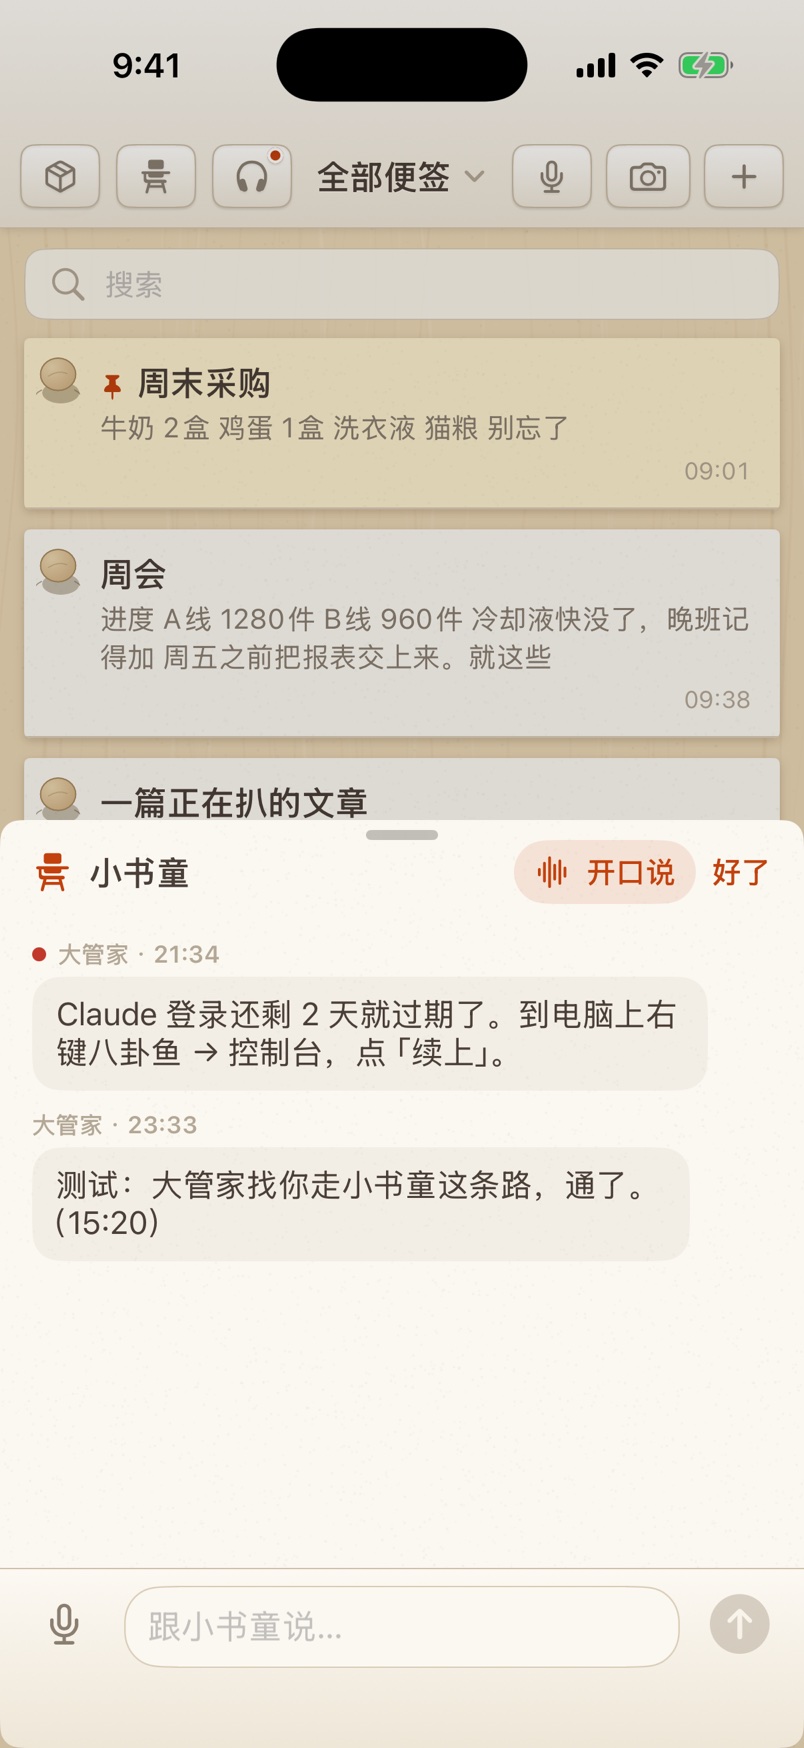 9:41
全部便签
搜索
周末采购
牛奶 2盒 鸡蛋 1盒 洗衣液 猫粮 别忘了
09:01
周会
进度 A线 1280件 B线 960件 冷却液快没了，晚班记
得加 周五之前把报表交上来。就这些
09:38
一篇正在扒的文章
小书童
开口说
好了
大管家 · 21:34
Claude 登录还剩 2 天就过期了。到电脑上右
键八卦鱼 → 控制台，点「续上」。
大管家 · 23:33
测试：大管家找你走小书童这条路，通了。
(15:20)
跟小书童说...